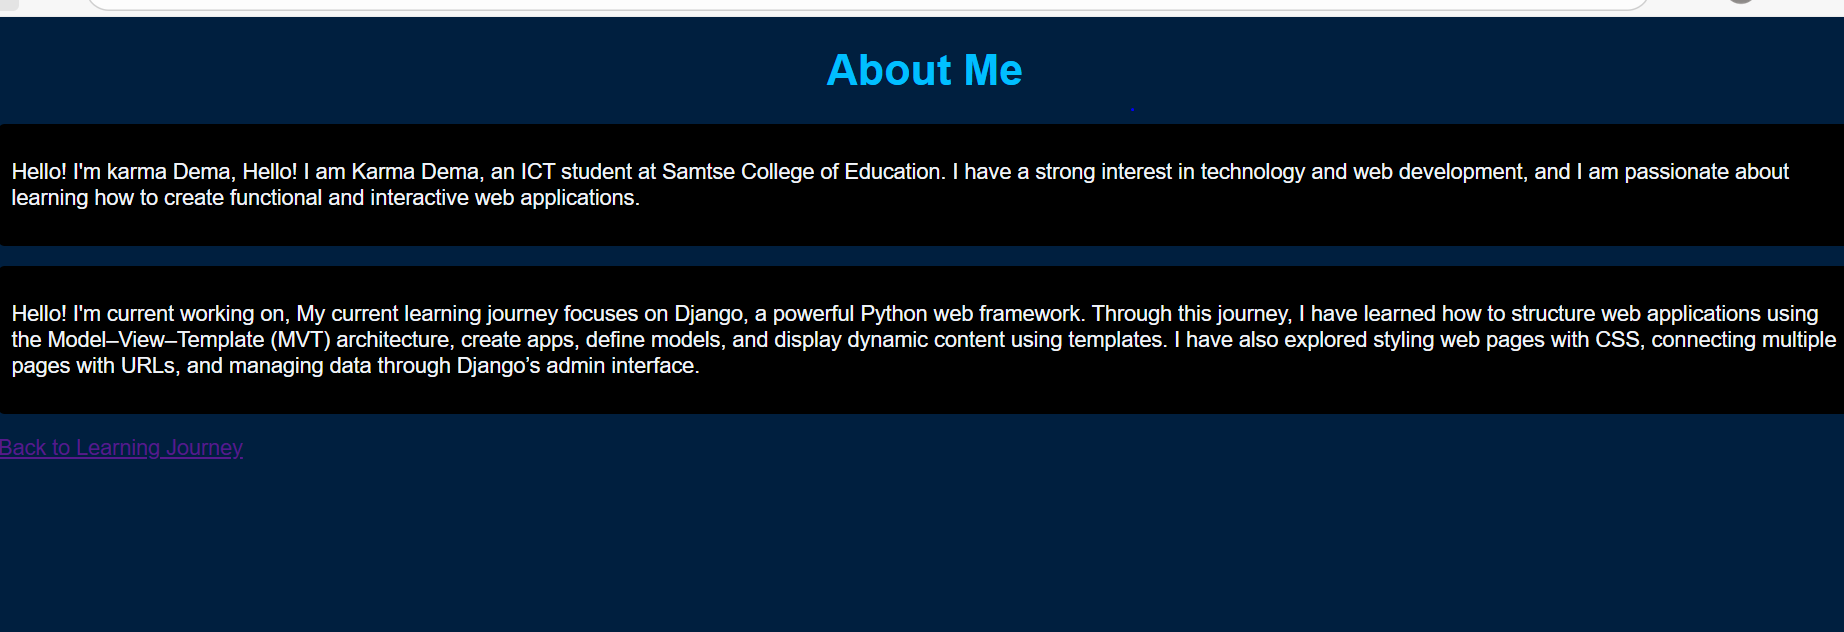 About Me
Hello! I'm karma Dema, Hello! I am Karma Dema, an ICT student at Samtse College of Education. I have a strong interest in technology and web development, and I am passionate about
learning how to create functional and interactive web applications.
Hello! I'm current working on, My current learning journey focuses on Django, a powerful Python web framework. Through this journey, I have learned how to structure web applications using
the Model–View–Template (MVT) architecture, create apps, define models, and display dynamic content using templates. I have also explored styling web pages with CSS, connecting multiple
pages with URLs, and managing data through Django’s admin interface.
Back to Learning Journey